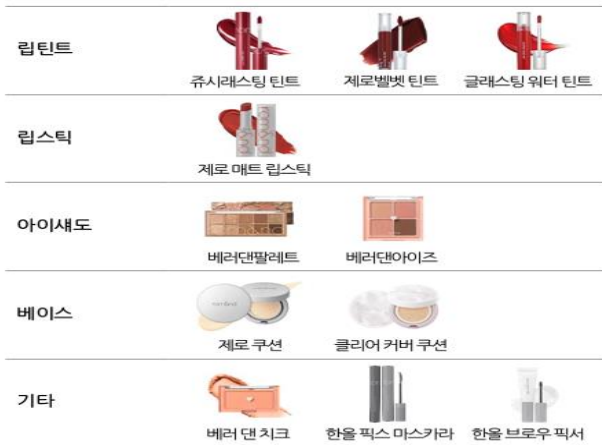 립틴트
쥬시래스팅 틴트
제로벨벳 틴트
글래스팅 워터 틴트
립스틱
제로 매트 립스틱
아이섀도
베러댄팔레트
베러댄아이즈
베이스
제로 쿠션
클리어 커버 쿠션
기타
베러 댄 치크
한올 픽스 마스카라
한올 브로우 픽서